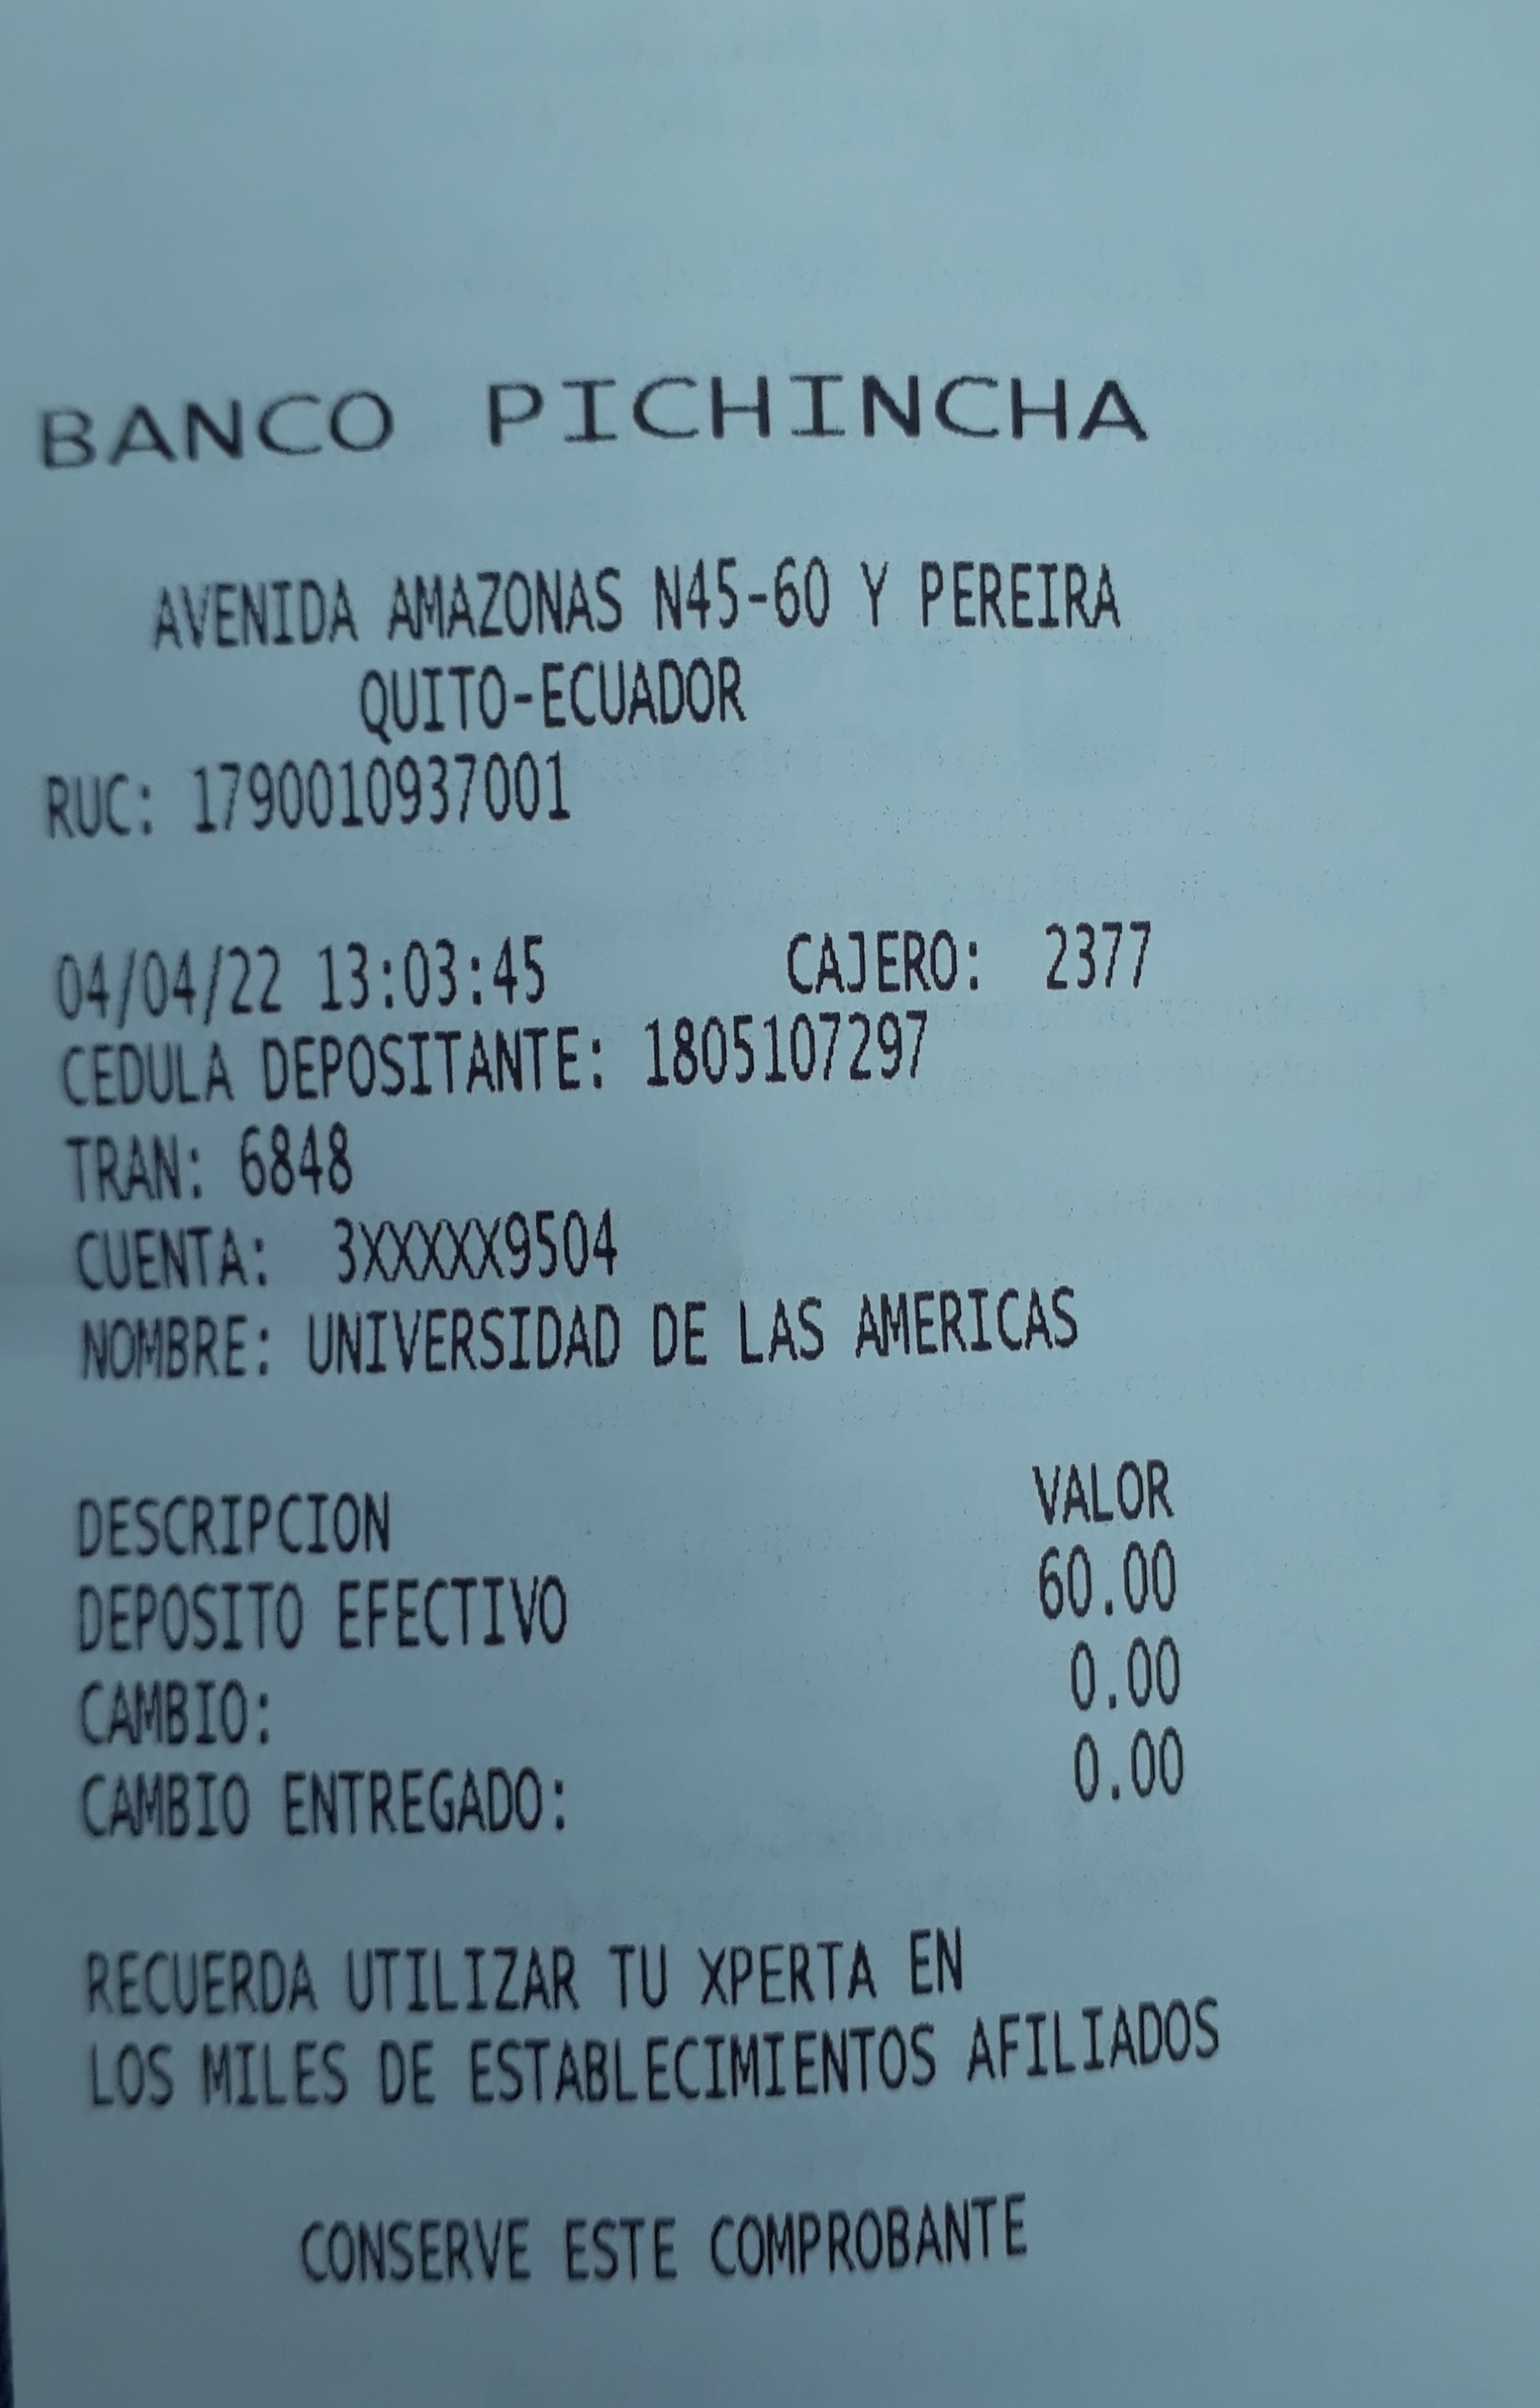 BANCO PICHINCHA
AVENIDA AMAZONAS N45-60 Y PEREIRA
QUITO-ECUADOR
RUC: 1790010937001
04/04/22 13:03:45 CAJERO: 2377
CEDULA DEPOSITANTE: 1805107297
TRAN: 6848
CUENTA: 3XXXXX9504
NOMBRE: UNIVERSIDAD DE LAS AMERICAS
DESCRIPCION VALOR
DEPOSITO EFECTIVO 60.00
CAMBIO: 0.00
CAMBIO ENTREGADO: 0.00
RECUERDA UTILIZAR TU XPERTA EN
LOS MILES DE ESTABLECIMIENTOS AFILIADOS
CONSERVE ESTE COMPROBANTE